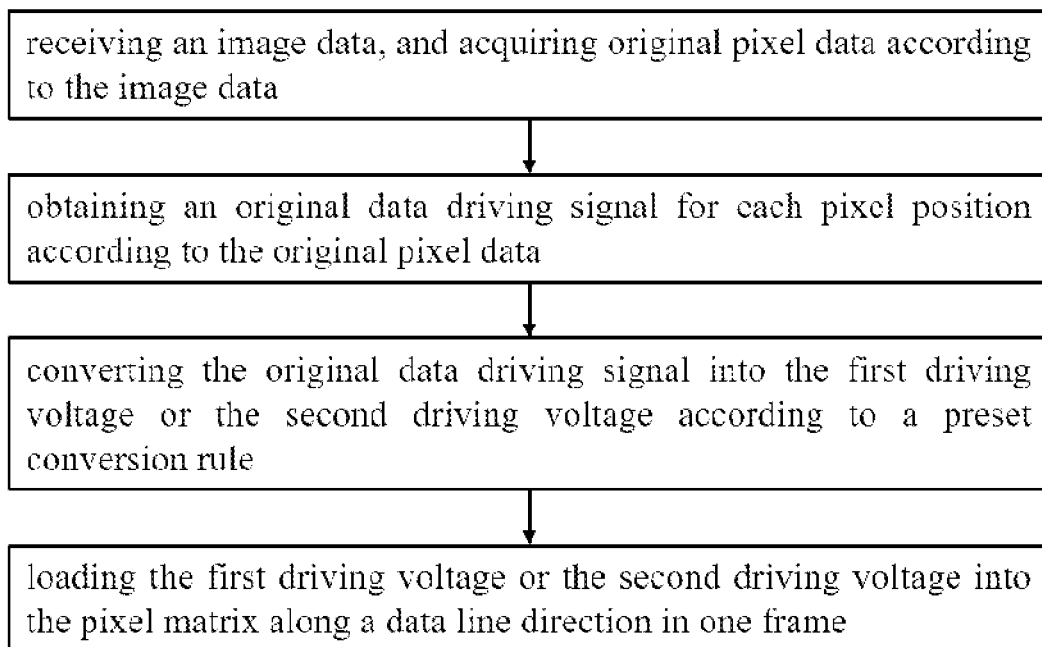 receiving an image data, and acquiring original pixel data according
to the image data
obtaining an original data driving signal for each pixel position
according to the original pixel data
converting the original data driving signal into the first driving
voltage or the second driving voltage according to a preset
conversion rule
loading the first driving voltage or the second driving voltage into
the pixel matrix along a data line direction in one frame